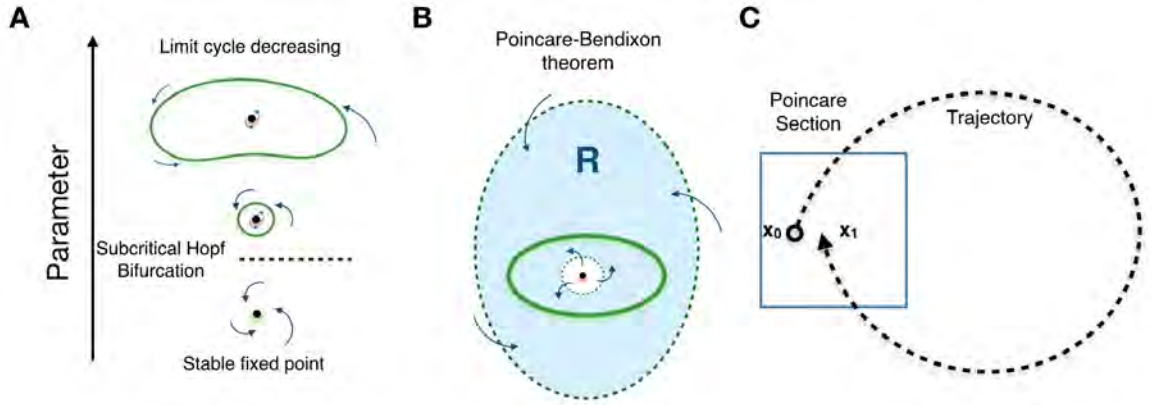 A
Limit cycle decreasing
Parameter
Subcritical Hopf
Bifurcation
Stable fixed point
B
Poincare-Bendixon
theorem
R
C
Poincare
Section
Trajectory
x0
x1